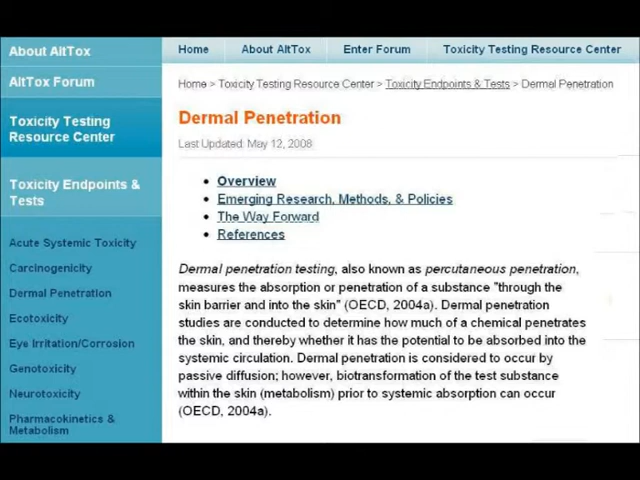 About AltTox
AltTox Forum
Toxicity Testing
Resource Center
Toxicity Endpoints &
Tests
Acute Systemic Toxicity
Carcinogenicity
Dermal Penetration
Ecotoxicity
Eye Irritation/Corrosion
Genotoxicity
Neurotoxicity
Pharmacokinetics &
Metabolism
Home About AltTox Enter Forum Toxicity Testing Resource Center
Home > Toxicity Testing Resource Center > Toxicity Endpoints & Tests > Dermal Penetration
Dermal Penetration
Last Updated: May 12, 2008
• Overview
• Emerging Research, Methods, & Policies
• The Way Forward
• References
Dermal penetration testing, also known as percutaneous penetration,
measures the absorption or penetration of a substance "through the
skin barrier and into the skin" (OECD, 2004a). Dermal penetration
studies are conducted to determine how much of a chemical penetrates
the skin, and thereby whether it has the potential to be absorbed into the
systemic circulation. Dermal penetration is considered to occur by
passive diffusion; however, biotransformation of the test substance
within the skin (metabolism) prior to systemic absorption can occur
(OECD, 2004a).